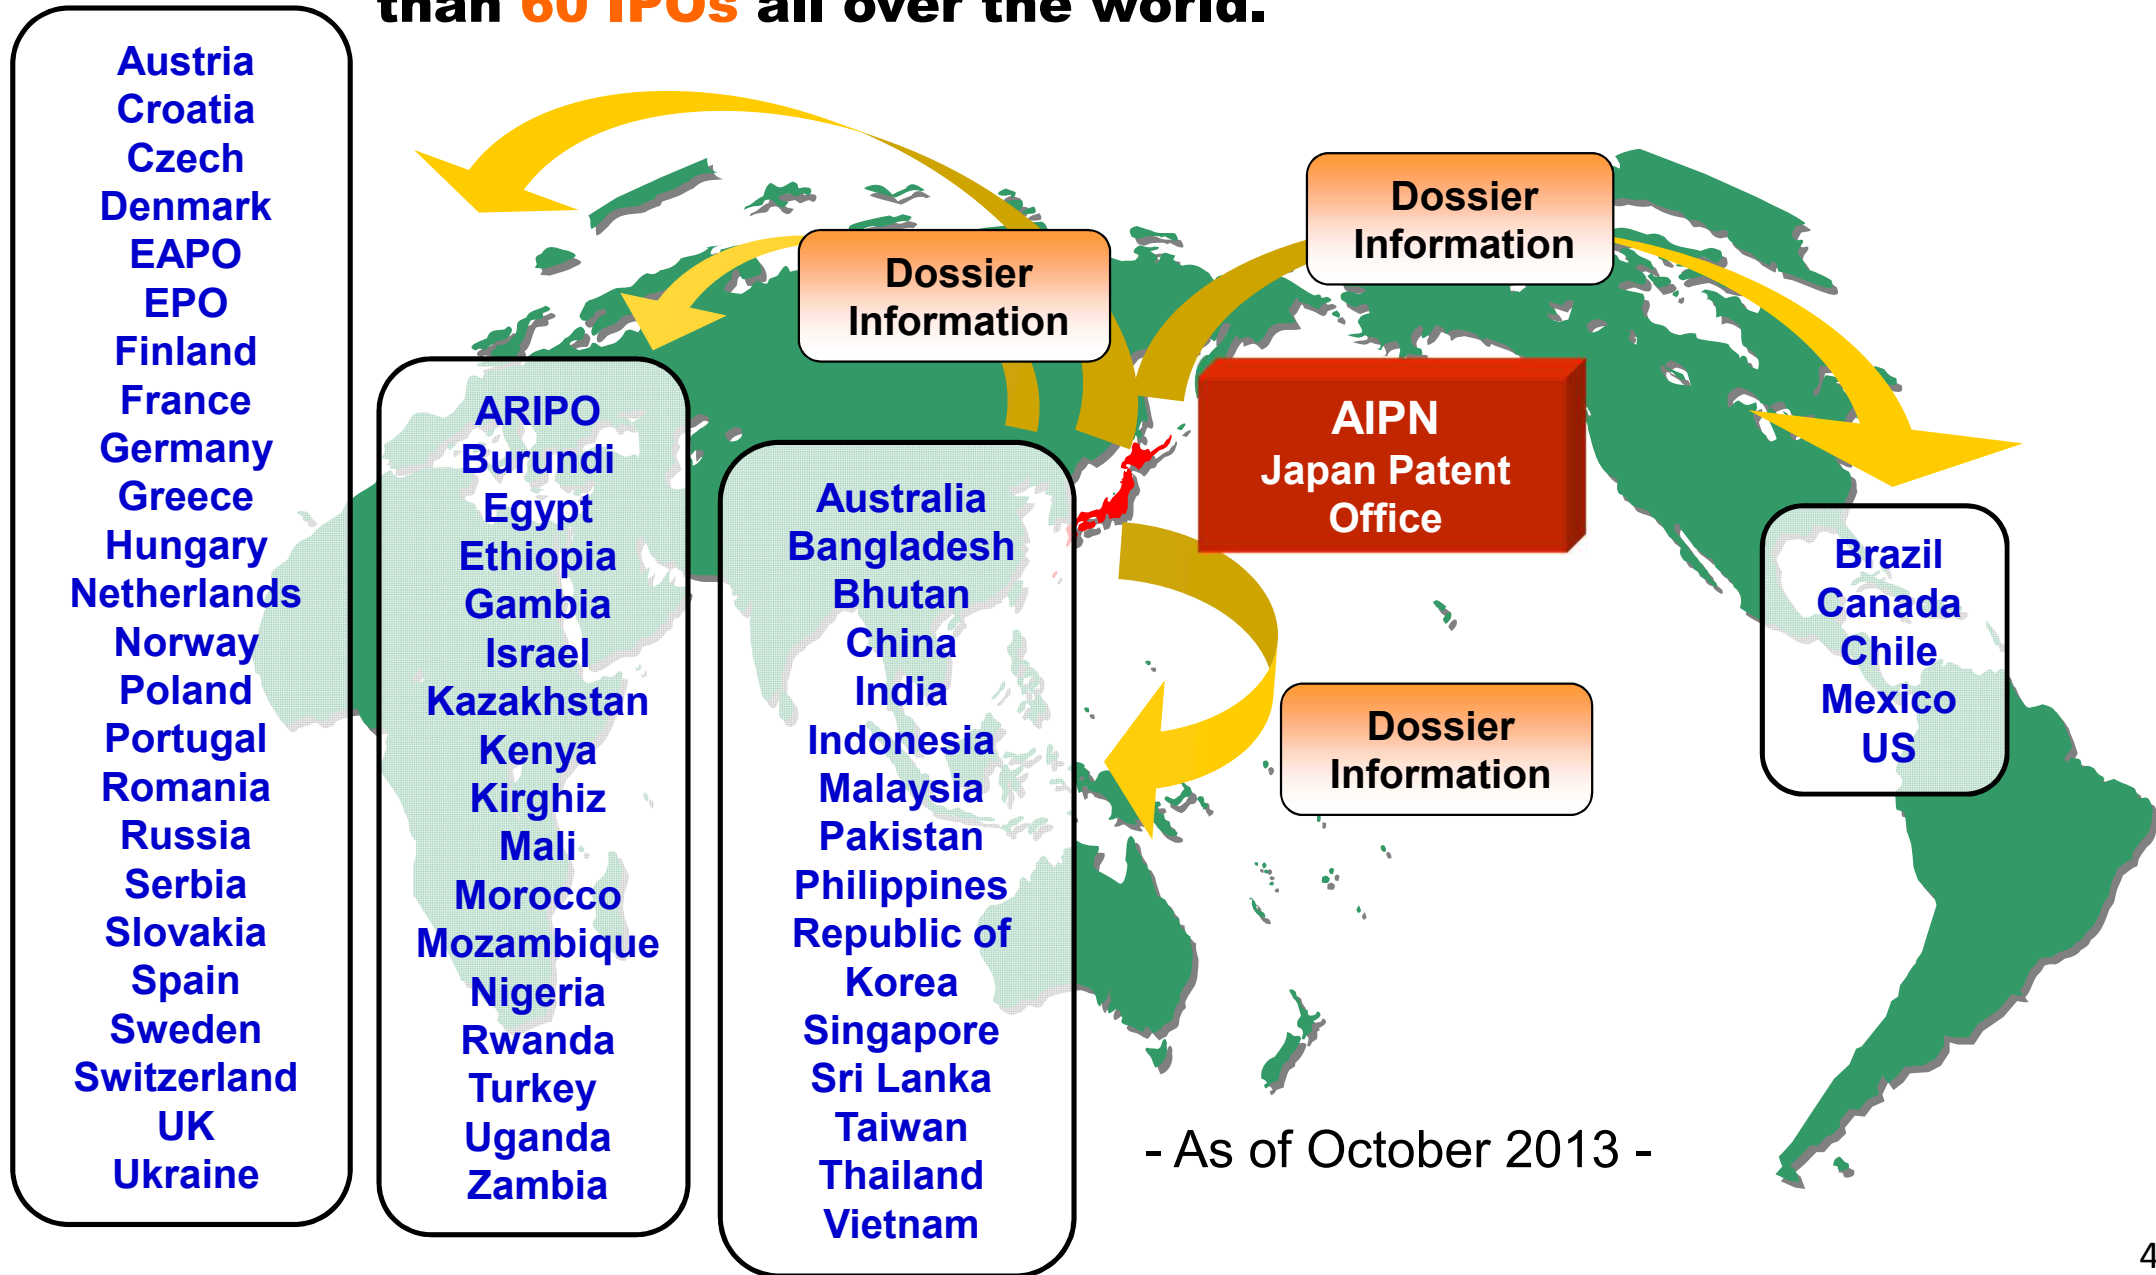 than 60 IPOs all over the world.
Austria
Croatia
Czech
Denmark
EAPO
EPO
Finland
France
Germany
Greece
Hungary
Netherlands
Norway
Poland
Portugal
Romania
Russia
Serbia
Slovakia
Spain
Sweden
Switzerland
UK
Ukraine
ARIPO
Burundi
Egypt
Ethiopia
Gambia
Israel
Kazakhstan
Kenya
Kirghiz
Mali
Morocco
Mozambique
Nigeria
Rwanda
Turkey
Uganda
Zambia
Dossier
Information
Australia
Bangladesh
Bhutan
China
India
Indonesia
Malaysia
Pakistan
Philippines
Republic of
Korea
Singapore
Sri Lanka
Taiwan
Thailand
Vietnam
Dossier
Information
AIPN
Japan Patent
Office
Dossier
Information
Brazil
Canada
Chile
Mexico
US
- As of October 2013 -
4